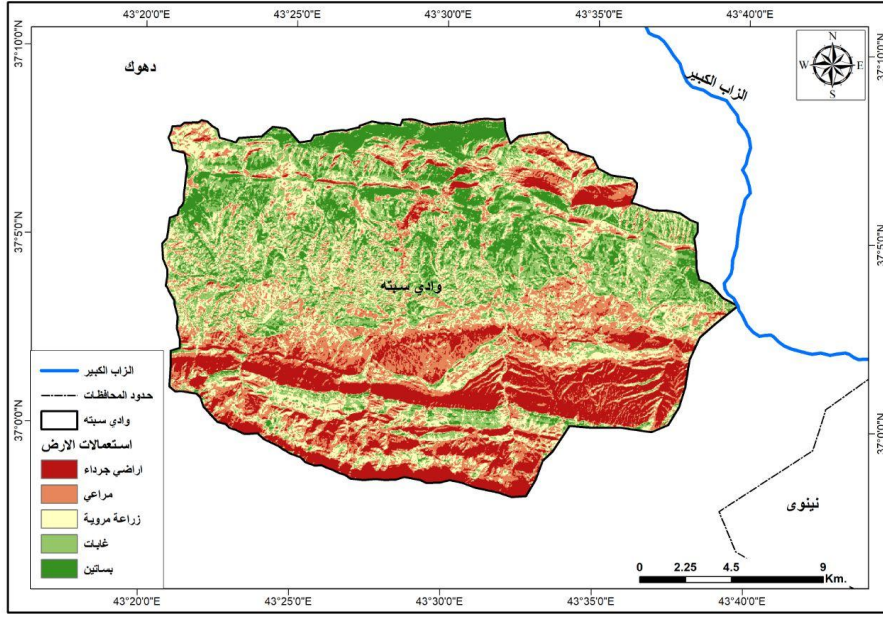 43°20'0"E 43°25'0"E 43°30'0"E 43°35'0"E 43°40'0"E
37°10'0"N 37°10'0"N
N
W E
S
دهوك
الزاب الكبير
37°5'0"N 37°5'0"N
وادي سبنه
الزاب الكبير
حدود المحافظات
وادي سبنه
استعمالات الارض
اراضي جرداء
مراعي
زراعة مروية
غابات
بساتين
37°0'0"N 37°0'0"N
نينوى
0 2.25 4.5 9
Km.
43°20'0"E 43°25'0"E 43°30'0"E 43°35'0"E 43°40'0"E